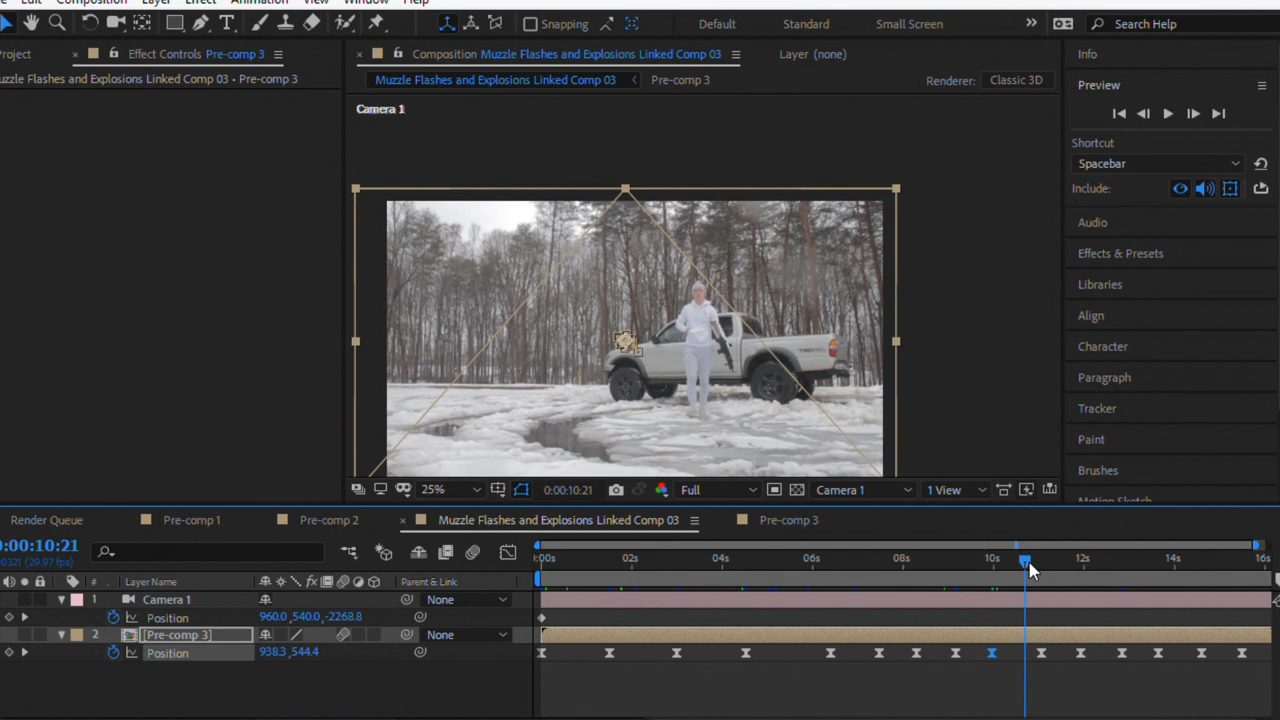 Edit Composition Layer Effect Animation View Window Help
Snapping Default Standard Small Screen Search Help
Project Effect Controls Pre-comp 3 Composition Muzzle Flashes and Explosions Linked Comp 03 Layer (none) Info
uzzle Flashes and Explosions Linked Comp 03 • Pre-comp 3 Muzzle Flashes and Explosions Linked Comp 03 Pre-comp 3 Renderer: Classic 3D Preview
Camera 1
Shortcut
Spacebar
Include:
Audio
Effects & Presets
Libraries
Align
Character
Paragraph
Tracker
Paint
Brushes
Motion Sketch
25% 0:00:10:21 Full Camera 1 1 View
Render Queue Pre-comp 1 Pre-comp 2 Muzzle Flashes and Explosions Linked Comp 03 Pre-comp 3
0:00:10:21
:00s 02s 04s 06s 08s 10s 12s 14s 16s
# Layer Name Parent & Link
1 Camera 1 None
Position 960.0,540.0,-2268.8
2 [Pre-comp 3] None
Position 938.3,544.4